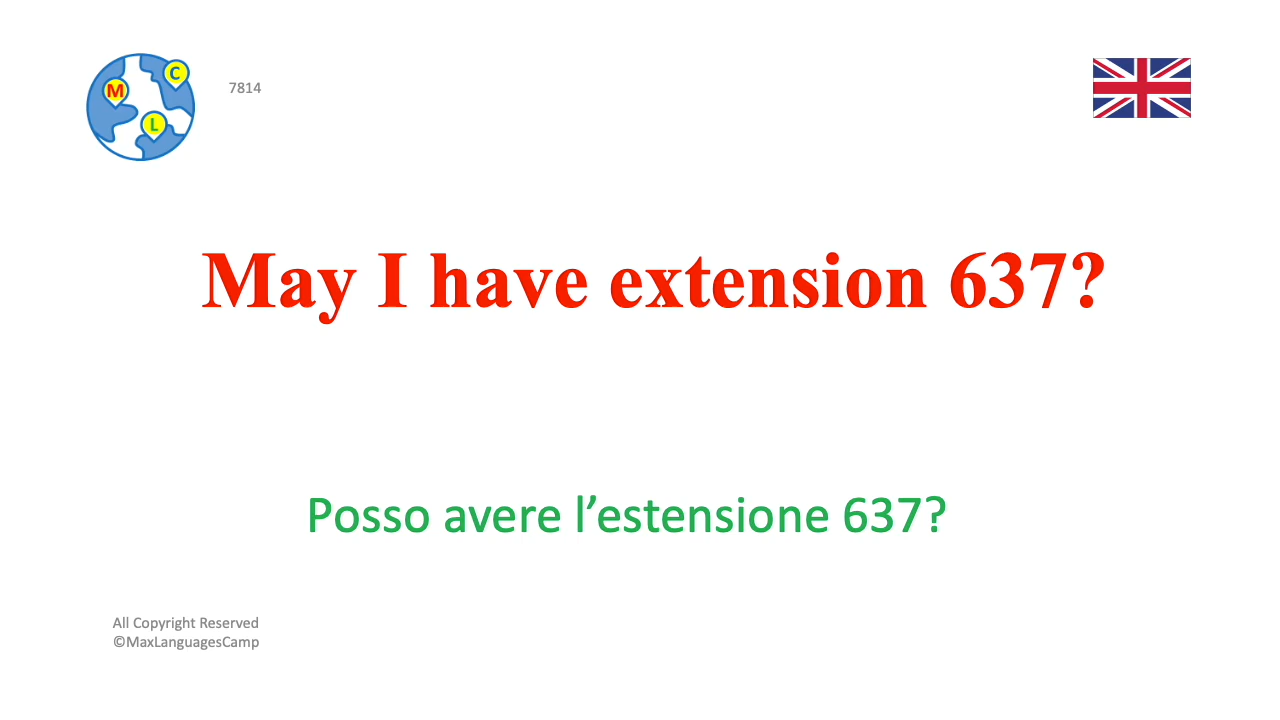 M
C
L
7814
May I have extension 637?
Posso avere l’estensione 637?
All Copyright Reserved
©MaxLanguagesCamp